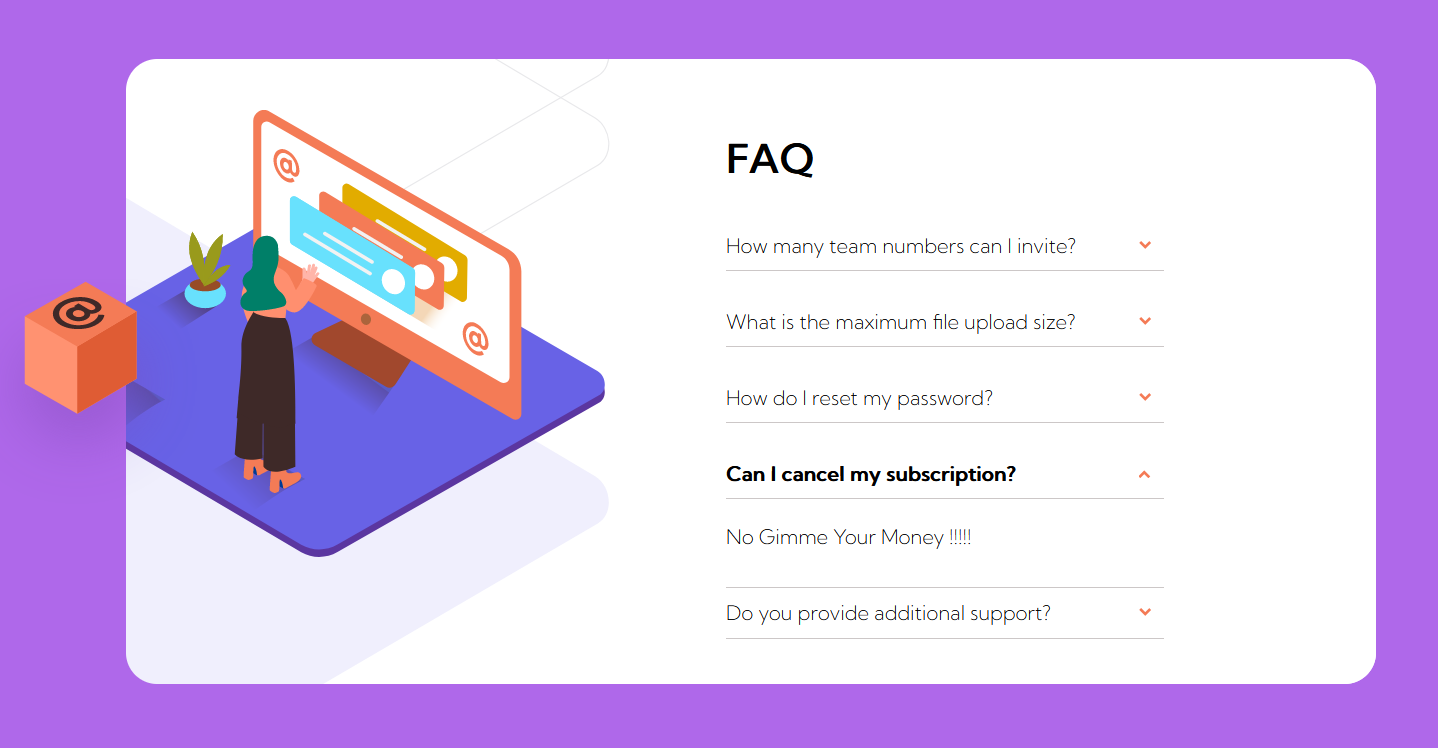 FAQ
How many team numbers can I invite?
What is the maximum file upload size?
How do I reset my password?
Can I cancel my subscription?
No Gimme Your Money !!!!!
Do you provide additional support?
@
@
@